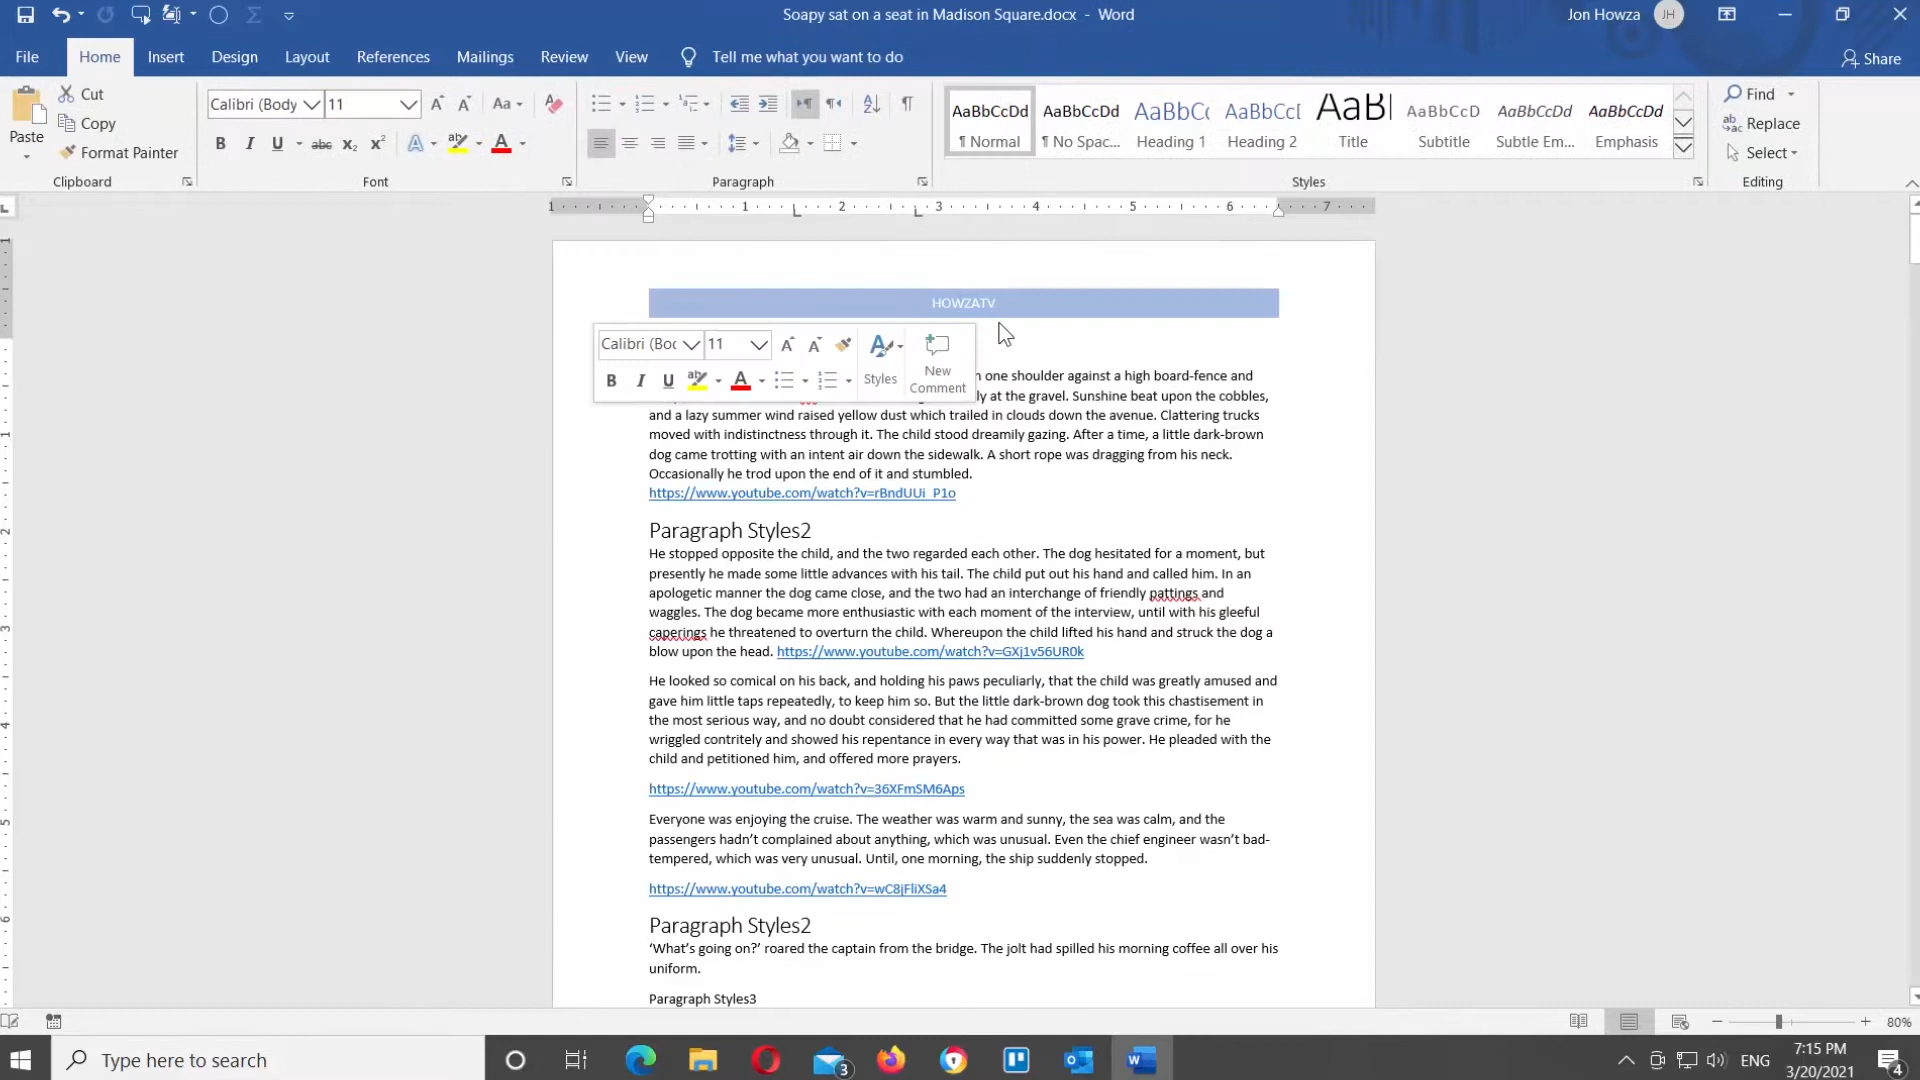 Soapy sat on a seat in Madison Square.docx - Word
Jon Howza
JH
File
Home
Insert
Design
Layout
References
Mailings
Review
View
Tell me what you want to do
Share
Paste
Cut
Copy
Format Painter
Clipboard
Calibri (Body
11
Aa
B I U abc X₂ X² A ab A
Font
Paragraph
AaBbCcDd
¶ Normal
AaBbCcDd
¶ No Spac...
AaBbCc
Heading 1
AaBbCcD
Heading 2
AaB
Title
AaBbCcD
Subtitle
AaBbCcDd
Subtle Em...
AaBbCcDd
Emphasis
Styles
Find
Replace
Select
Editing
1 1 2 3 4 5 6 7
HOWZATV
Calibri (Boc
11
B I U ab A
Styles
New
Comment
one shoulder against a high board-fence and
ly at the gravel. Sunshine beat upon the cobbles,
and a lazy summer wind raised yellow dust which trailed in clouds down the avenue. Clattering trucks
moved with indistinctness through it. The child stood dreamily gazing. After a time, a little dark-brown
dog came trotting with an intent air down the sidewalk. A short rope was dragging from his neck.
Occasionally he trod upon the end of it and stumbled.
https://www.youtube.com/watch?v=rBndUUi_P1o
Paragraph Styles2
He stopped opposite the child, and the two regarded each other. The dog hesitated for a moment, but
presently he made some little advances with his tail. The child put out his hand and called him. In an
apologetic manner the dog came close, and the two had an interchange of friendly pattings and
waggles. The dog became more enthusiastic with each moment of the interview, until with his gleeful
caperings he threatened to overturn the child. Whereupon the child lifted his hand and struck the dog a
blow upon the head. https://www.youtube.com/watch?v=GXj1v56UR0k
He looked so comical on his back, and holding his paws peculiarly, that the child was greatly amused and
gave him little taps repeatedly, to keep him so. But the little dark-brown dog took this chastisement in
the most serious way, and no doubt considered that he had committed some grave crime, for he
wriggled contritely and showed his repentance in every way that was in his power. He pleaded with the
child and petitioned him, and offered more prayers.
https://www.youtube.com/watch?v=36XFmSM6Aps
Everyone was enjoying the cruise. The weather was warm and sunny, the sea was calm, and the
passengers hadn’t complained about anything, which was unusual. Even the chief engineer wasn’t bad-
tempered, which was very unusual. Until, one morning, the ship suddenly stopped.
https://www.youtube.com/watch?v=wC8jFliXSa4
Paragraph Styles2
‘What’s going on?’ roared the captain from the bridge. The jolt had spilled his morning coffee all over his
uniform.
Paragraph Styles3
80%
Type here to search
3
ENG
7:15 PM
3/20/2021
4